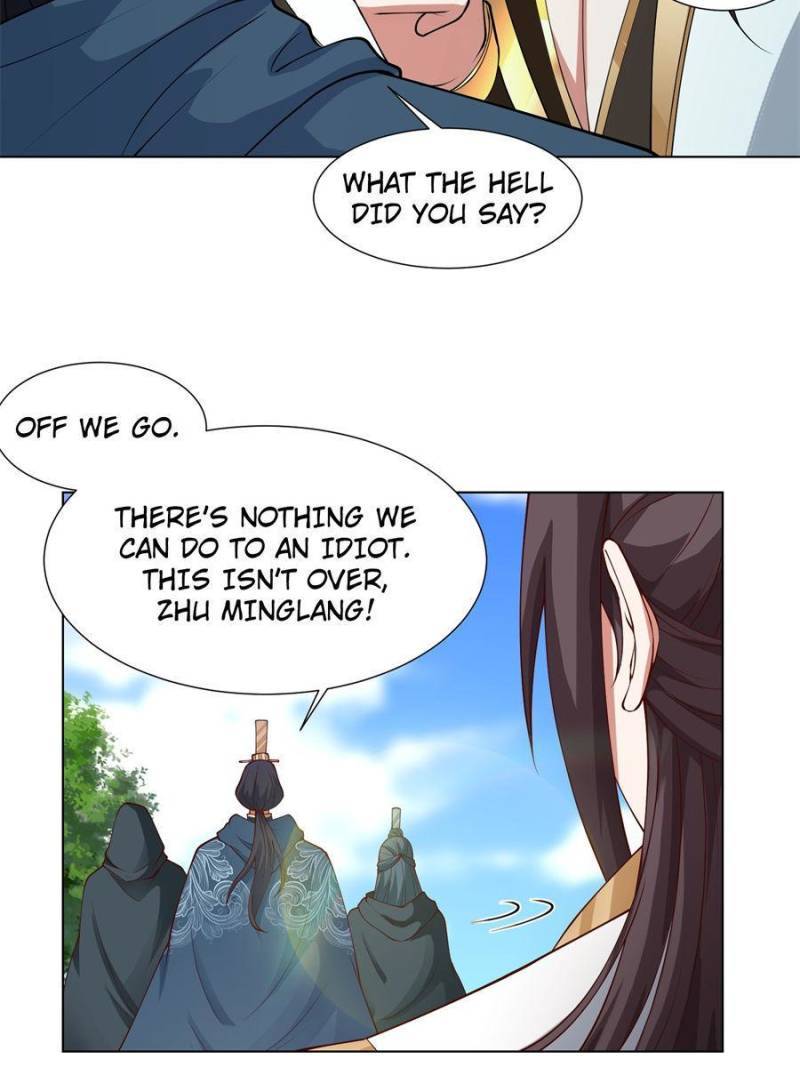 WHAT THE HELL
DID YOU SAY?
OFF WE GO.
THERE'S NOTHING WE
CAN DO TO AN IDIOT.
THIS ISN'T OVER,
ZHU MINGLANG!